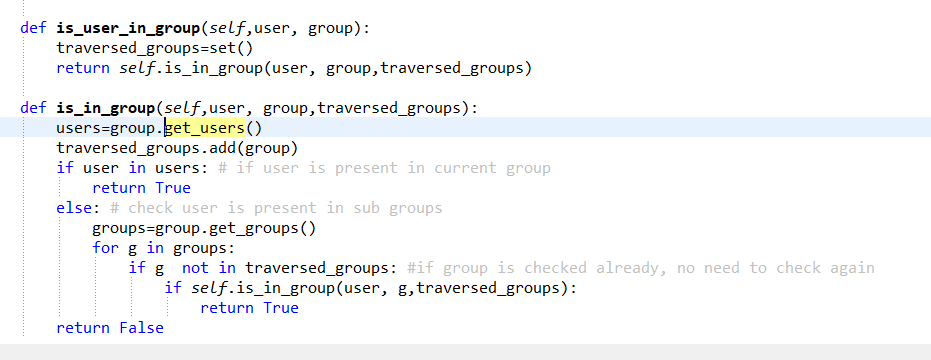 def is_user_in_group(self,user, group):
    traversed_groups=set()
    return self.is_in_group(user, group,traversed_groups)
def is_in_group(self,user, group,traversed_groups):
    users=group.get_users()
    traversed_groups.add(group)
    if user in users: # if user is present in current group
        return True
    else: # check user is present in sub groups
        groups=group.get_groups()
        for g in groups:
            if g  not in traversed_groups: #if group is checked already, no need to check again
                if self.is_in_group(user, g,traversed_groups):
                    return True
    return False